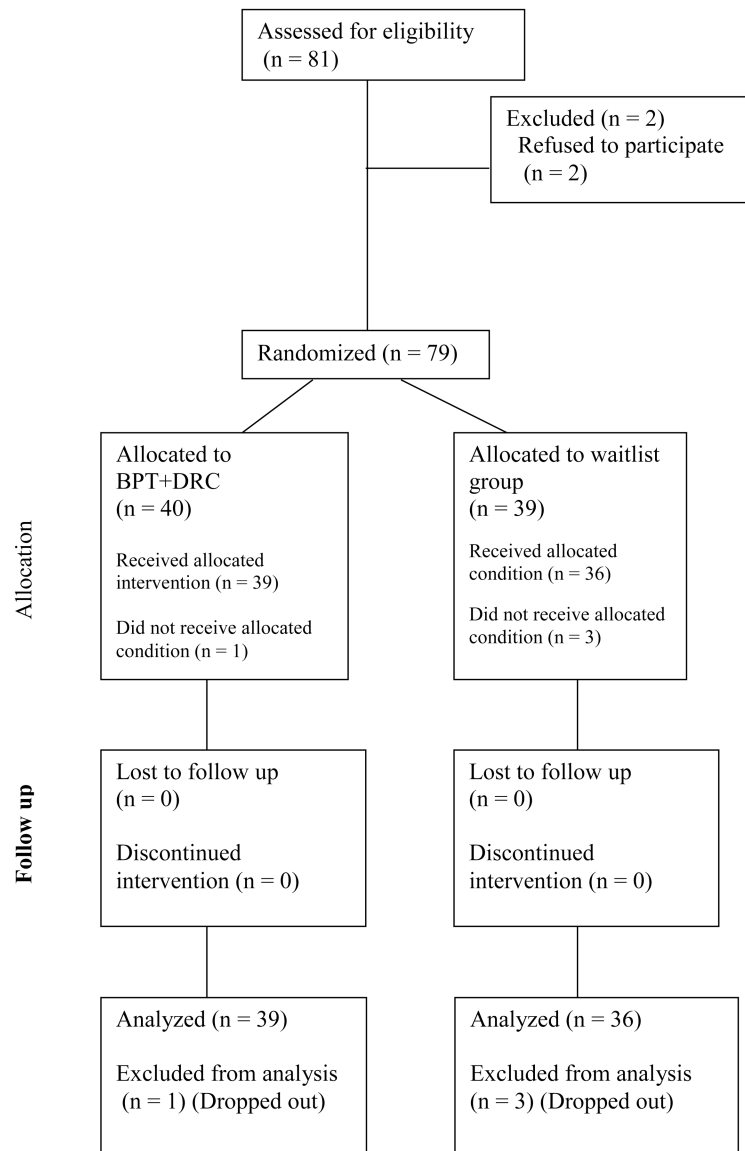 Assessed for eligibility
(n = 81)
Excluded (n = 2)
Refused to participate
(n = 2)
Randomized (n = 79)
Allocation
Allocated to
BPT+DRC
(n = 40)
Received allocated
intervention (n = 39)
Did not receive allocated
condition (n = 1)
Allocated to waitlist
group
(n = 39)
Received allocated
condition (n = 36)
Did not receive allocated
condition (n = 3)
Follow up
Lost to follow up
(n = 0)
Discontinued
intervention (n = 0)
Lost to follow up
(n = 0)
Discontinued
intervention (n = 0)
Analyzed (n = 39)
Excluded from analysis
(n = 1) (Dropped out)
Analyzed (n = 36)
Excluded from analysis
(n = 3) (Dropped out)